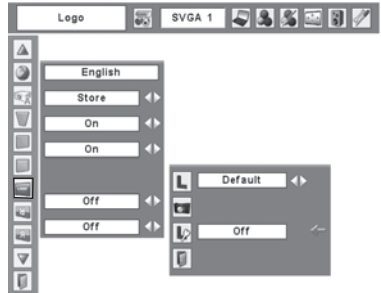 Logo SVGA 1
English
Store
On
On
Default
Off
Off Off